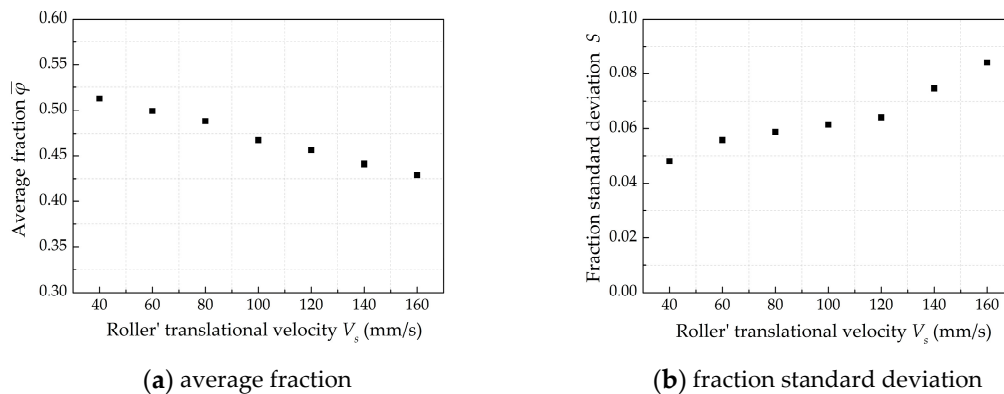 0.60
0.55
0.50
0.45
0.40
0.35
0.30
Average fraction φ̅
40 60 80 100 120 140 160
Roller' translational velocity Vs (mm/s)
(a) average fraction
0.10
0.08
0.06
0.04
0.02
0.00
Fraction standard deviation S
40 60 80 100 120 140 160
Roller' translational velocity Vs (mm/s)
(b) fraction standard deviation